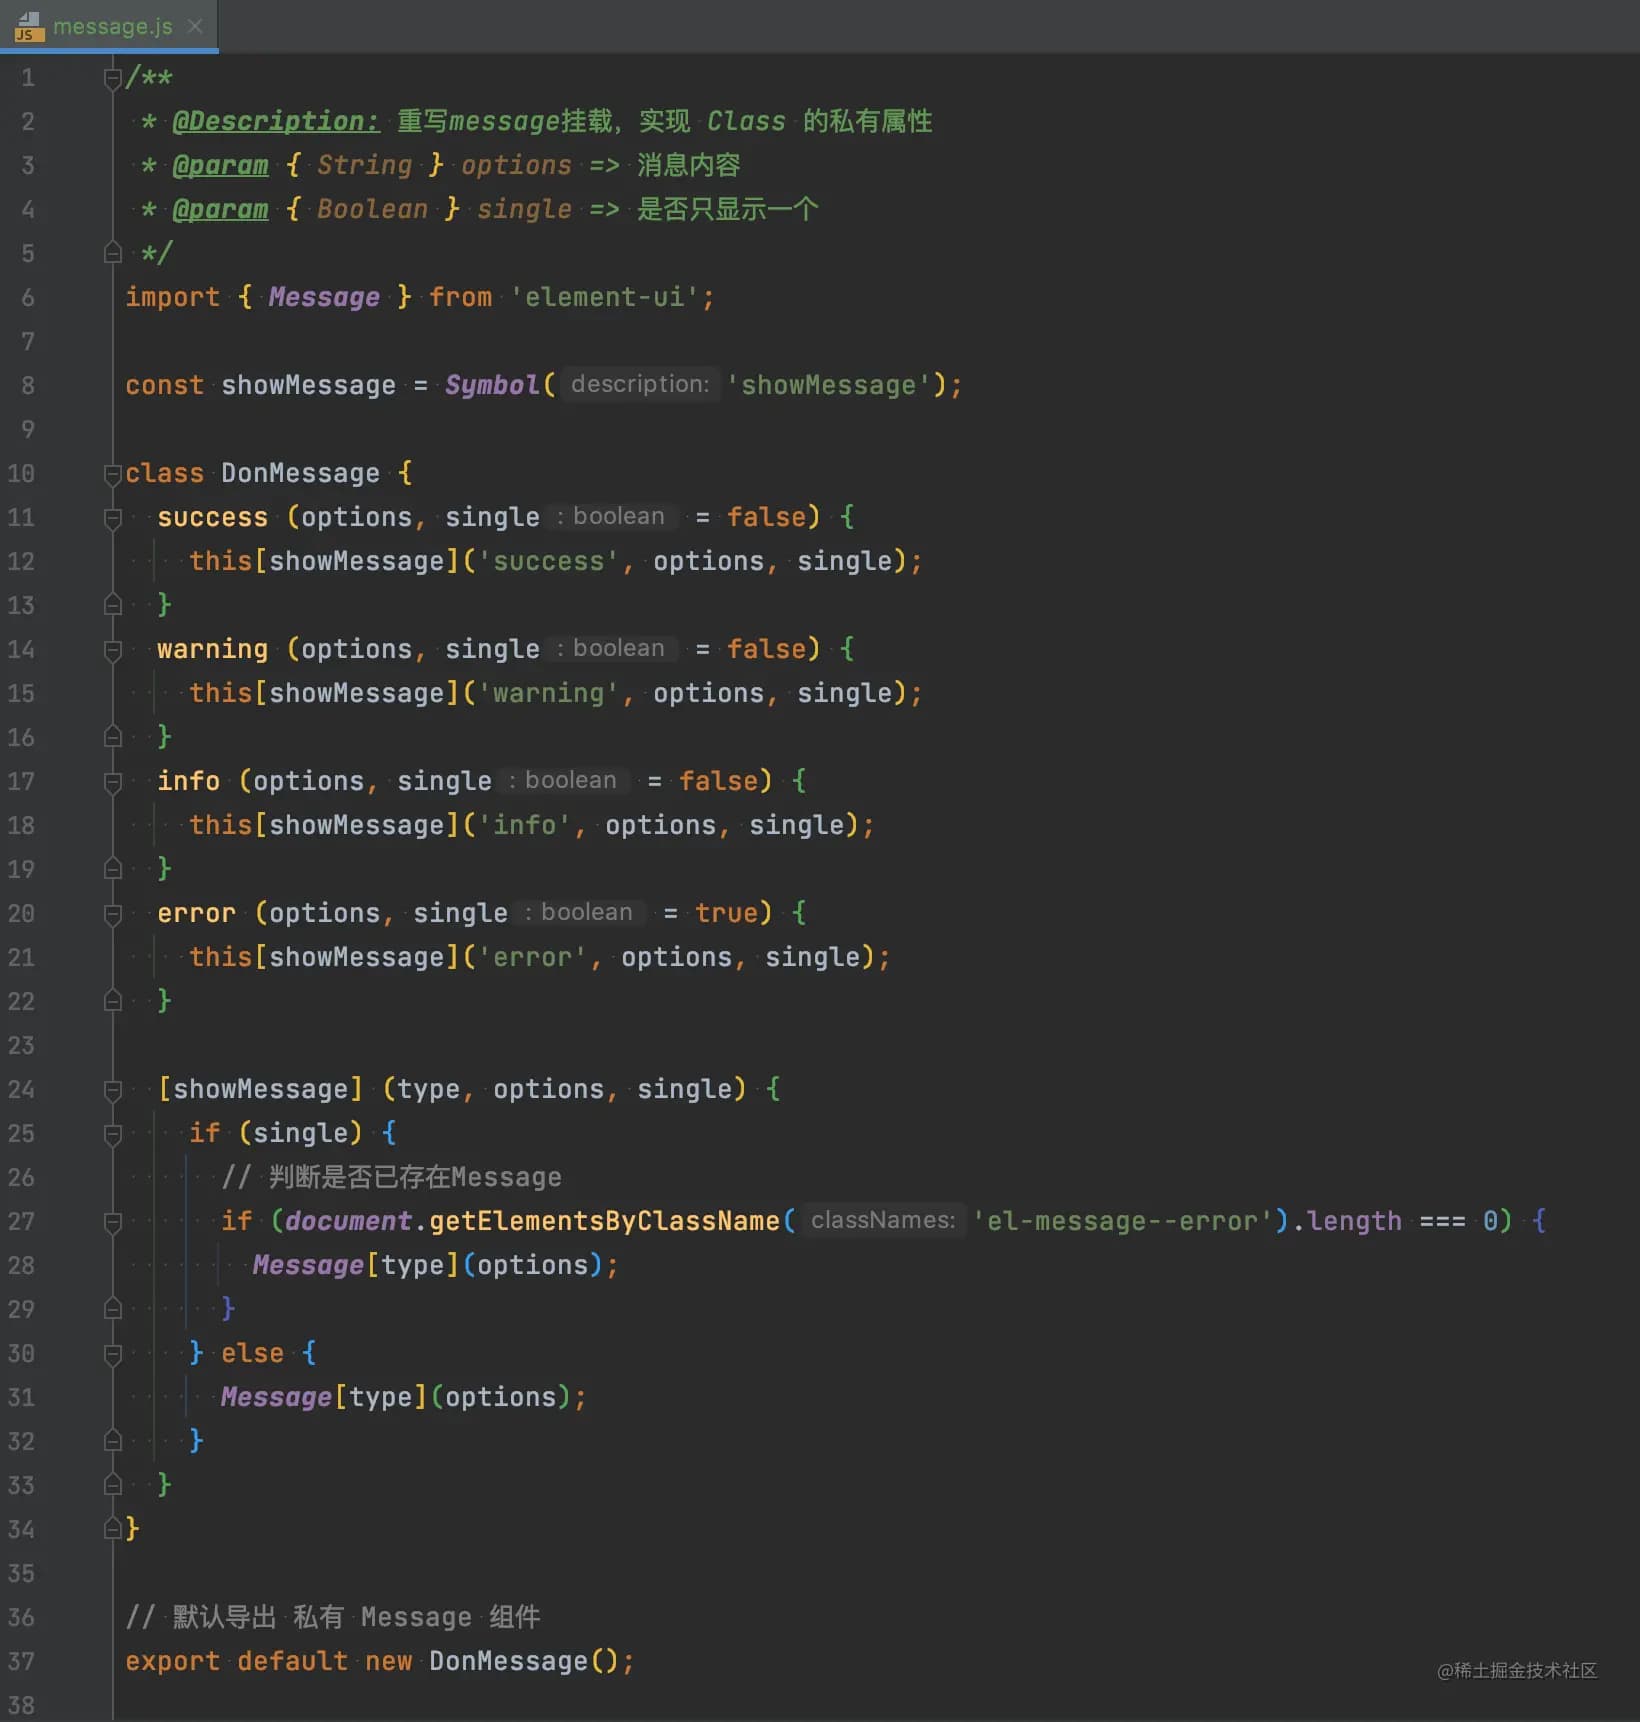 message.js
1 /**
2  * @Description: 重写message挂载，实现 Class 的私有属性
3  * @param { String } options => 消息内容
4  * @param { Boolean } single => 是否只显示一个
5  */
6 import { Message } from 'element-ui';
7
8 const showMessage = Symbol( description: 'showMessage');
9
10 class DonMessage {
11   success (options, single : boolean = false) {
12     this[showMessage]('success', options, single);
13   }
14   warning (options, single : boolean = false) {
15     this[showMessage]('warning', options, single);
16   }
17   info (options, single : boolean = false) {
18     this[showMessage]('info', options, single);
19   }
20   error (options, single : boolean = true) {
21     this[showMessage]('error', options, single);
22   }
23
24   [showMessage] (type, options, single) {
25     if (single) {
26       // 判断是否已存在Message
27       if (document.getElementsByClassName( classNames: 'el-message--error').length === 0) {
28         Message[type](options);
29       }
30     } else {
31       Message[type](options);
32     }
33   }
34 }
35
36 // 默认导出 私有 Message 组件
37 export default new DonMessage();
@稀土掘金技术社区
38